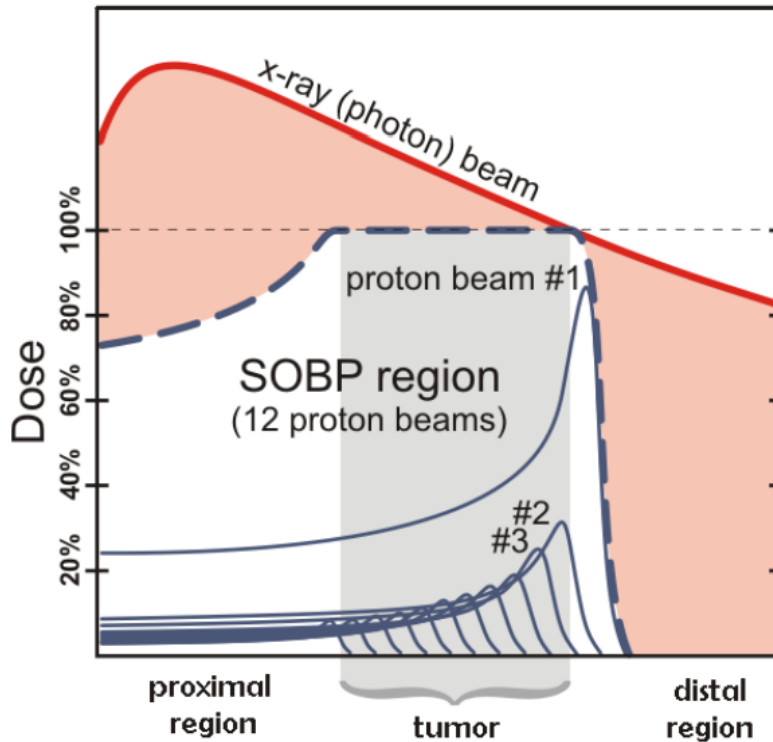 x-ray (photon) beam
Dose
100%
80%
60%
40%
20%
proton beam #1
SOBP region
(12 proton beams)
#2
#3
proximal
region
tumor
distal
region